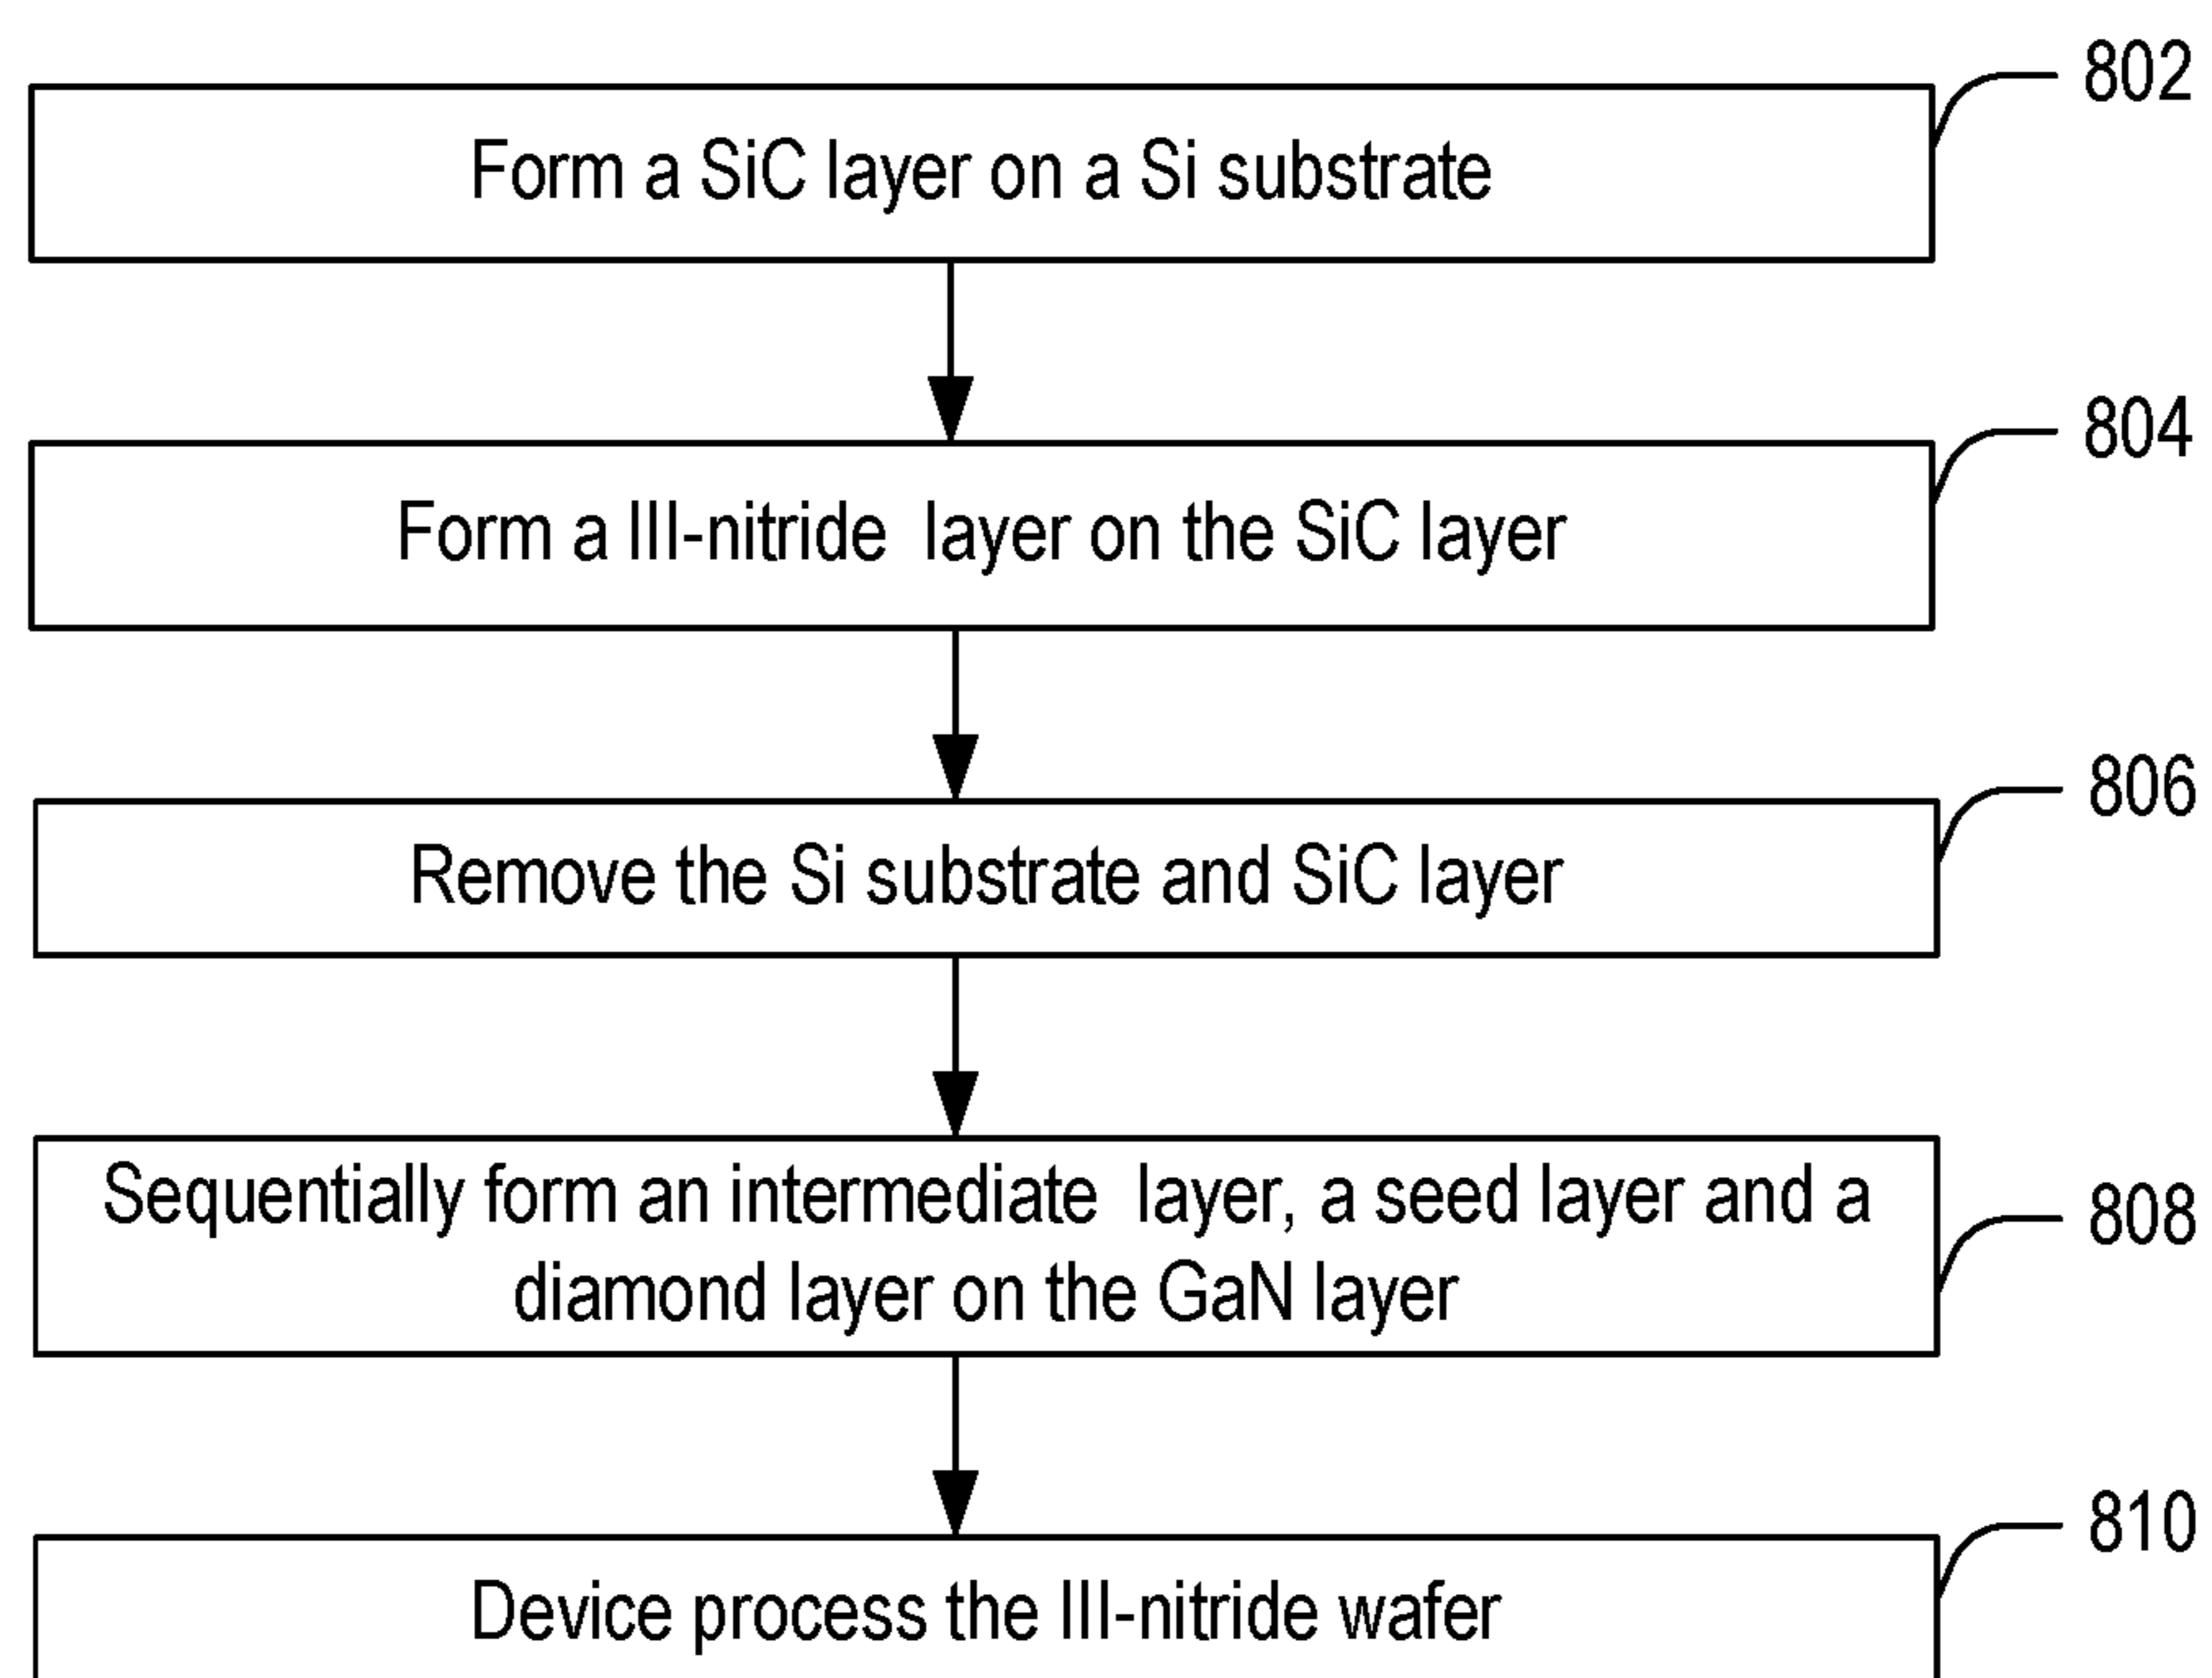 802
Form a SiC layer on a Si substrate
804
Form a III-nitride layer on the SiC layer
806
Remove the Si substrate and SiC layer
Sequentially form an intermediate layer, a seed layer and a
808
diamond layer on the GaN layer
810
Device process the III-nitride wafer